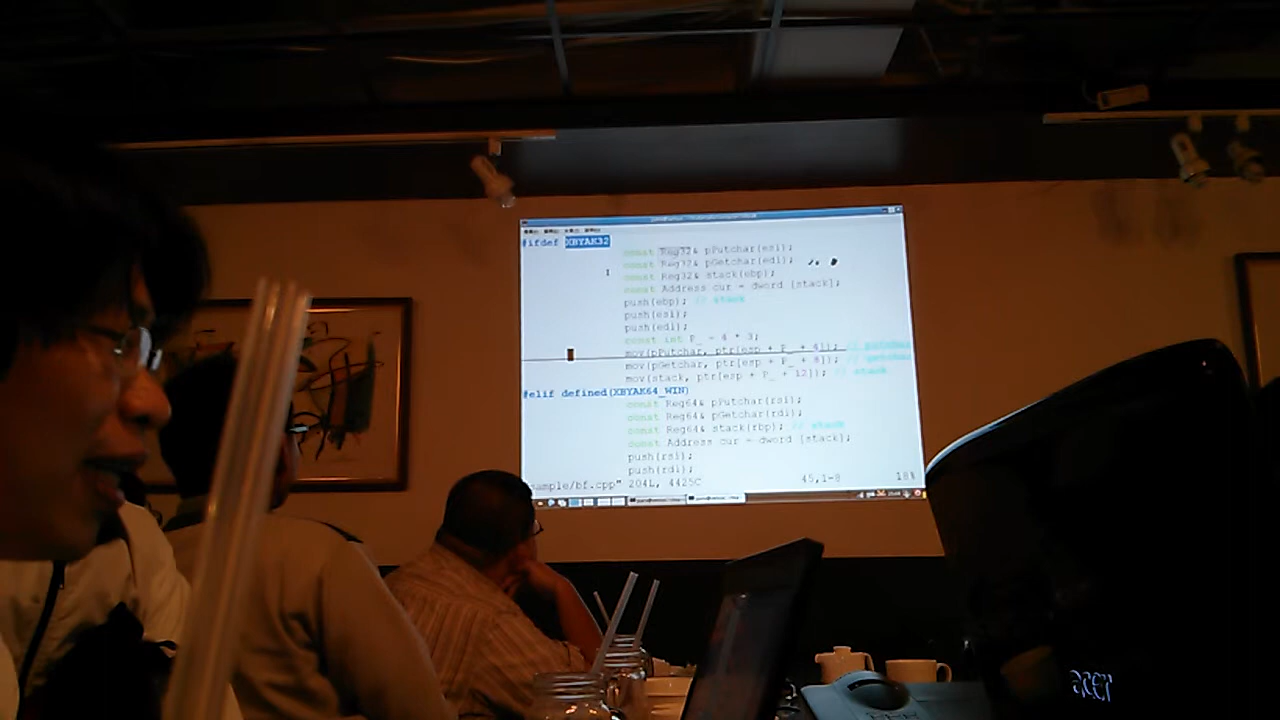 #ifdef XBYAK32
const Reg32& pPutchar(esi);
const Reg32& pGetchar(edi);
const Reg32& stack(ebp);
const Address cur = dword [stack];
push(ebp); // stack
push(esi);
push(edi);
const int P_ = 4 * 3;
mov(pPutchar, ptr[esp + P_ + 4]); // putchar
mov(pGetchar, ptr[esp + P_ + 8]); // getchar
mov(stack, ptr[esp + P_ + 12]); // stack
#elif defined(XBYAK64_WIN)
const Reg64& pPutchar(rsi);
const Reg64& pGetchar(rdi);
const Reg64& stack(rbp); // stack
const Address cur = dword [stack];
push(rsi);
push(rdi);
sample/bf.cpp" 204L, 4425C 45,1-8 18%
acer